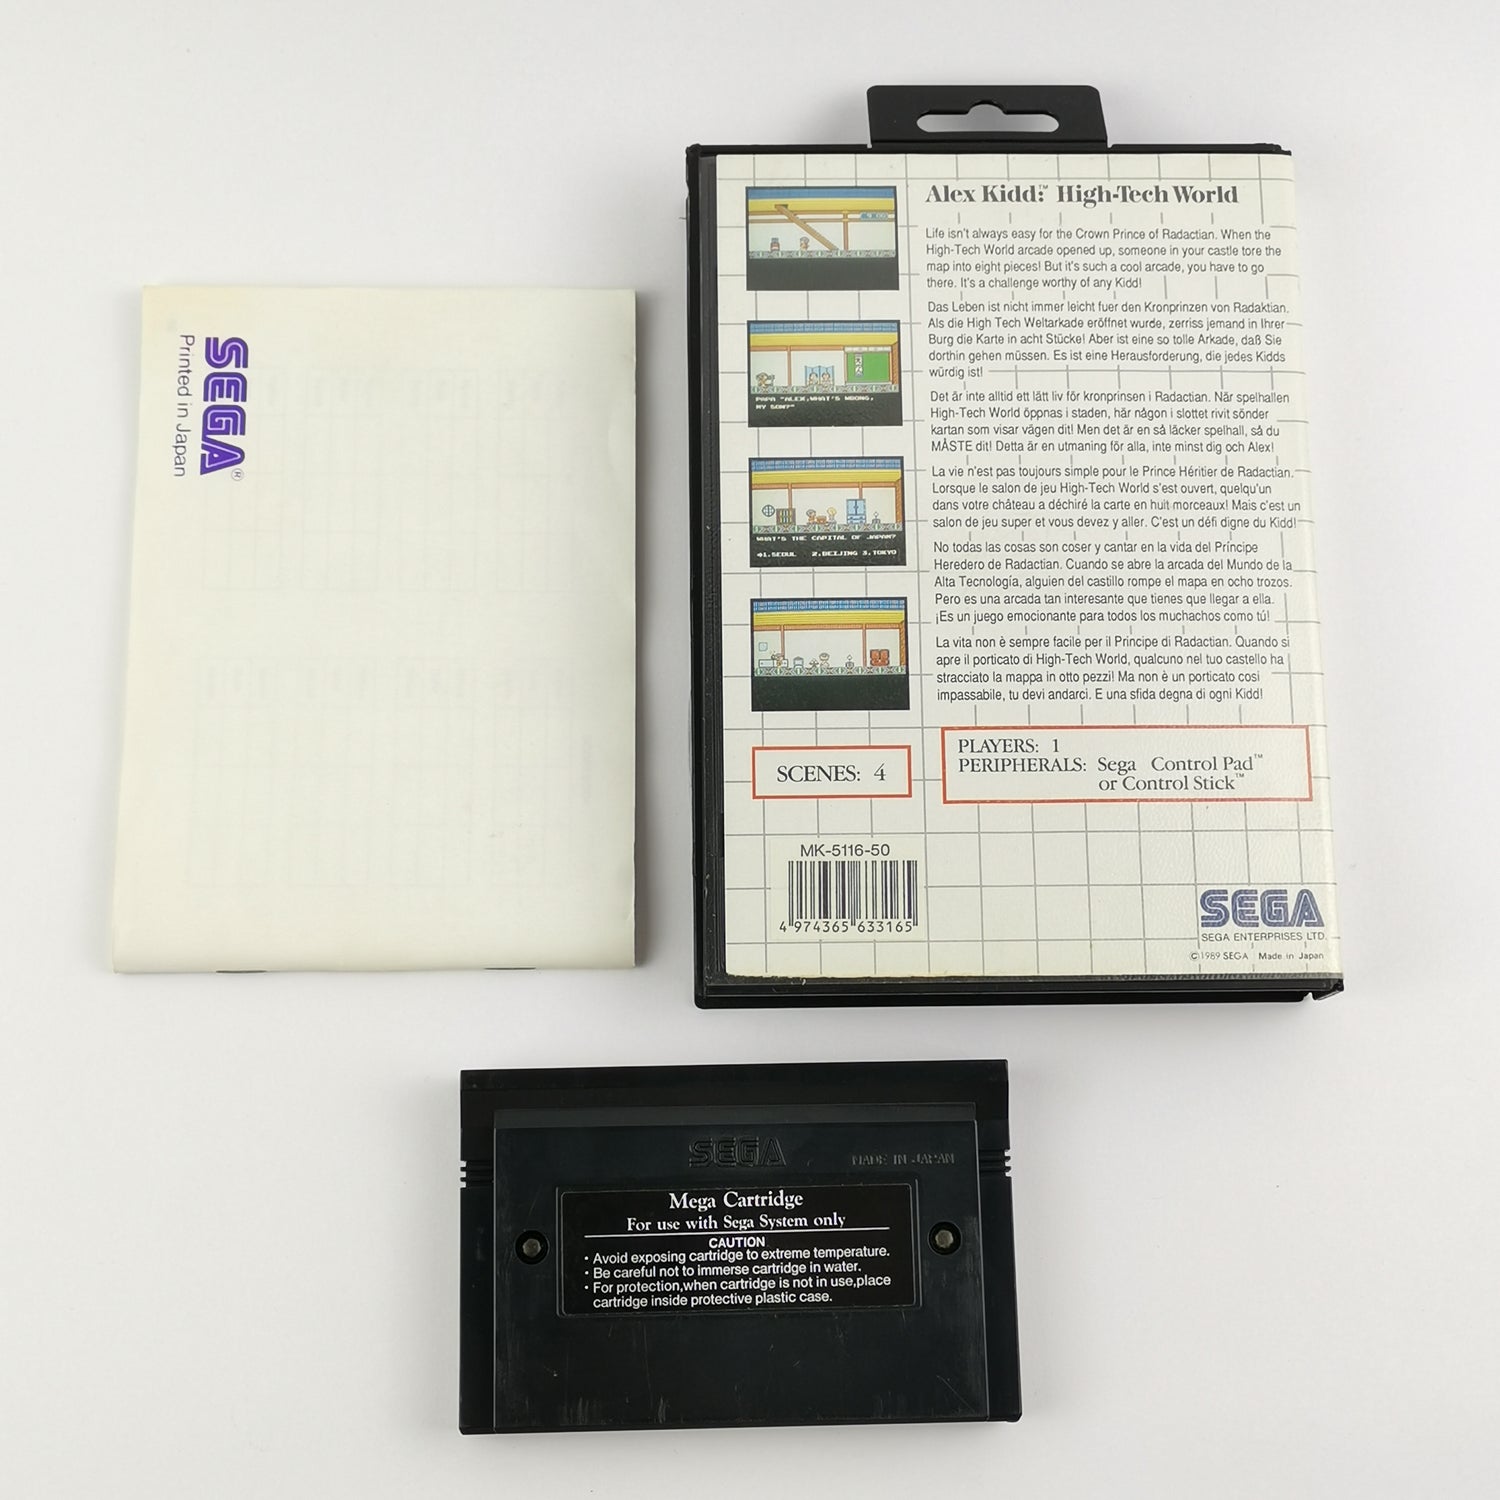 SEGA®
Printed in Japan
Alex Kidd:™ High-Tech World
Life isn't always easy for the Crown Prince of Radactian. When the
High-Tech World arcade opened up, someone in your castle tore the
map into eight pieces! But it's such a cool arcade, you have to go
there. It's a challenge worthy of any Kidd!
Das Leben ist nicht immer leicht fuer den Kronprinzen von Radaktian.
Als die High Tech Weltarkade eröffnet wurde, zerriss jemand in Ihrer
Burg die Karte in acht Stücke! Aber ist eine so tolle Arkade, daß Sie
dorthin gehen müssen. Es ist eine Herausforderung, die jedes Kidds
würdig ist!
Det är inte alltid ett lätt liv för kronprinsen i Radactian. När spelhallen
High-Tech World öppnas i staden, här någon i slottet rivit sönder
kartan som visar vägen dit! Men det är en så läcker spelhall, så du
MÅSTE dit! Detta är en utmaning för alla, inte minst dig och Alex!
La vie n'est pas toujours simple pour le Prince Héritier de Radactian.
Lorsque le salon de jeu High-Tech World s'est ouvert, quelqu'un
dans votre château a déchiré la carte en huit morceaux! Mais c'est un
salon de jeu super et vous devez y aller. C'est un défi digne du Kidd!
No todas las cosas son coser y cantar en la vida del Príncipe
Heredero de Radactian. Cuando se abre la arcada del Mundo de la
Alta Tecnología, alguien del castillo rompe el mapa en ocho trozos.
Pero es una arcada tan interesante que tienes que llegar a ella.
¡Es un juego emocionante para todos los muchachos como tú!
La vita non è sempre facile per il Principe di Radactian. Quando si
apre il porticato di High-Tech World, qualcuno nel tuo castello ha
stracciato la mappa in otto pezzi! Ma non è un porticato cosi
impassabile, tu devi andarci. E una sfida degna di ogni Kidd!
PAPA "ALEX,WHAT'S WRONG,
MY SON?"
WHAT'S THE CAPITAL OF JAPAN?
1.SEOUL 2.BEIJING 3.TOKYO
SCENES: 4
PLAYERS: 1
PERIPHERALS: Sega Control Pad™
or Control Stick™
MK-5116-50
4 974365 633165
SEGA
SEGA ENTERPRISES LTD.
©1989 SEGA Made in Japan
SEGA
MADE IN JAPAN
Mega Cartridge
For use with Sega System only
CAUTION
• Avoid exposing cartridge to extreme temperature.
• Be careful not to immerse cartridge in water.
• For protection,when cartridge is not in use,place
cartridge inside protective plastic case.